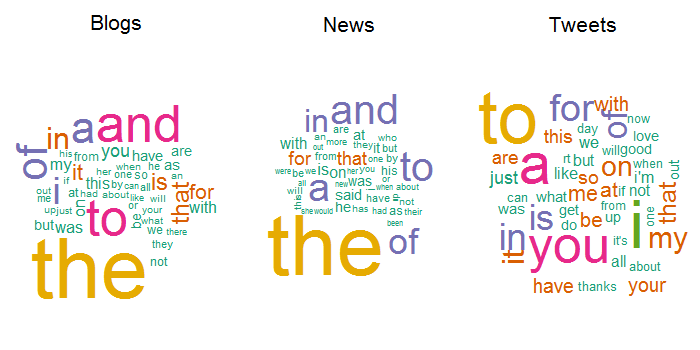 Blogs
News
Tweets
and
a
in
of
his
from
you
have
are
my
it
when
he
as
i
if
her
one
so
is
an
this
by
can
all
that
for
out
me
at
had
about
or
like
will
with
up
just
on
to
be
your
what
but
was
we
there
they
not
the
in
and
are
an
at
who
with
out
more
they
it
but
for
from
that
one
by
to
were
be
we
is
on
her
you
his
all
a
new
was
or
when
about
will
this
said
have
up
not
she
would
he
has
had
as
their
been
the
of
to
for
with
of
now
this
day
we
love
will
good
are
a
rt
but
on
when
out
just
like
so
i'm
that
can
what
me
at
if
not
was
is
get
from
i
one
in
do
be
up
it
you
it's
my
all
about
have
thanks
your